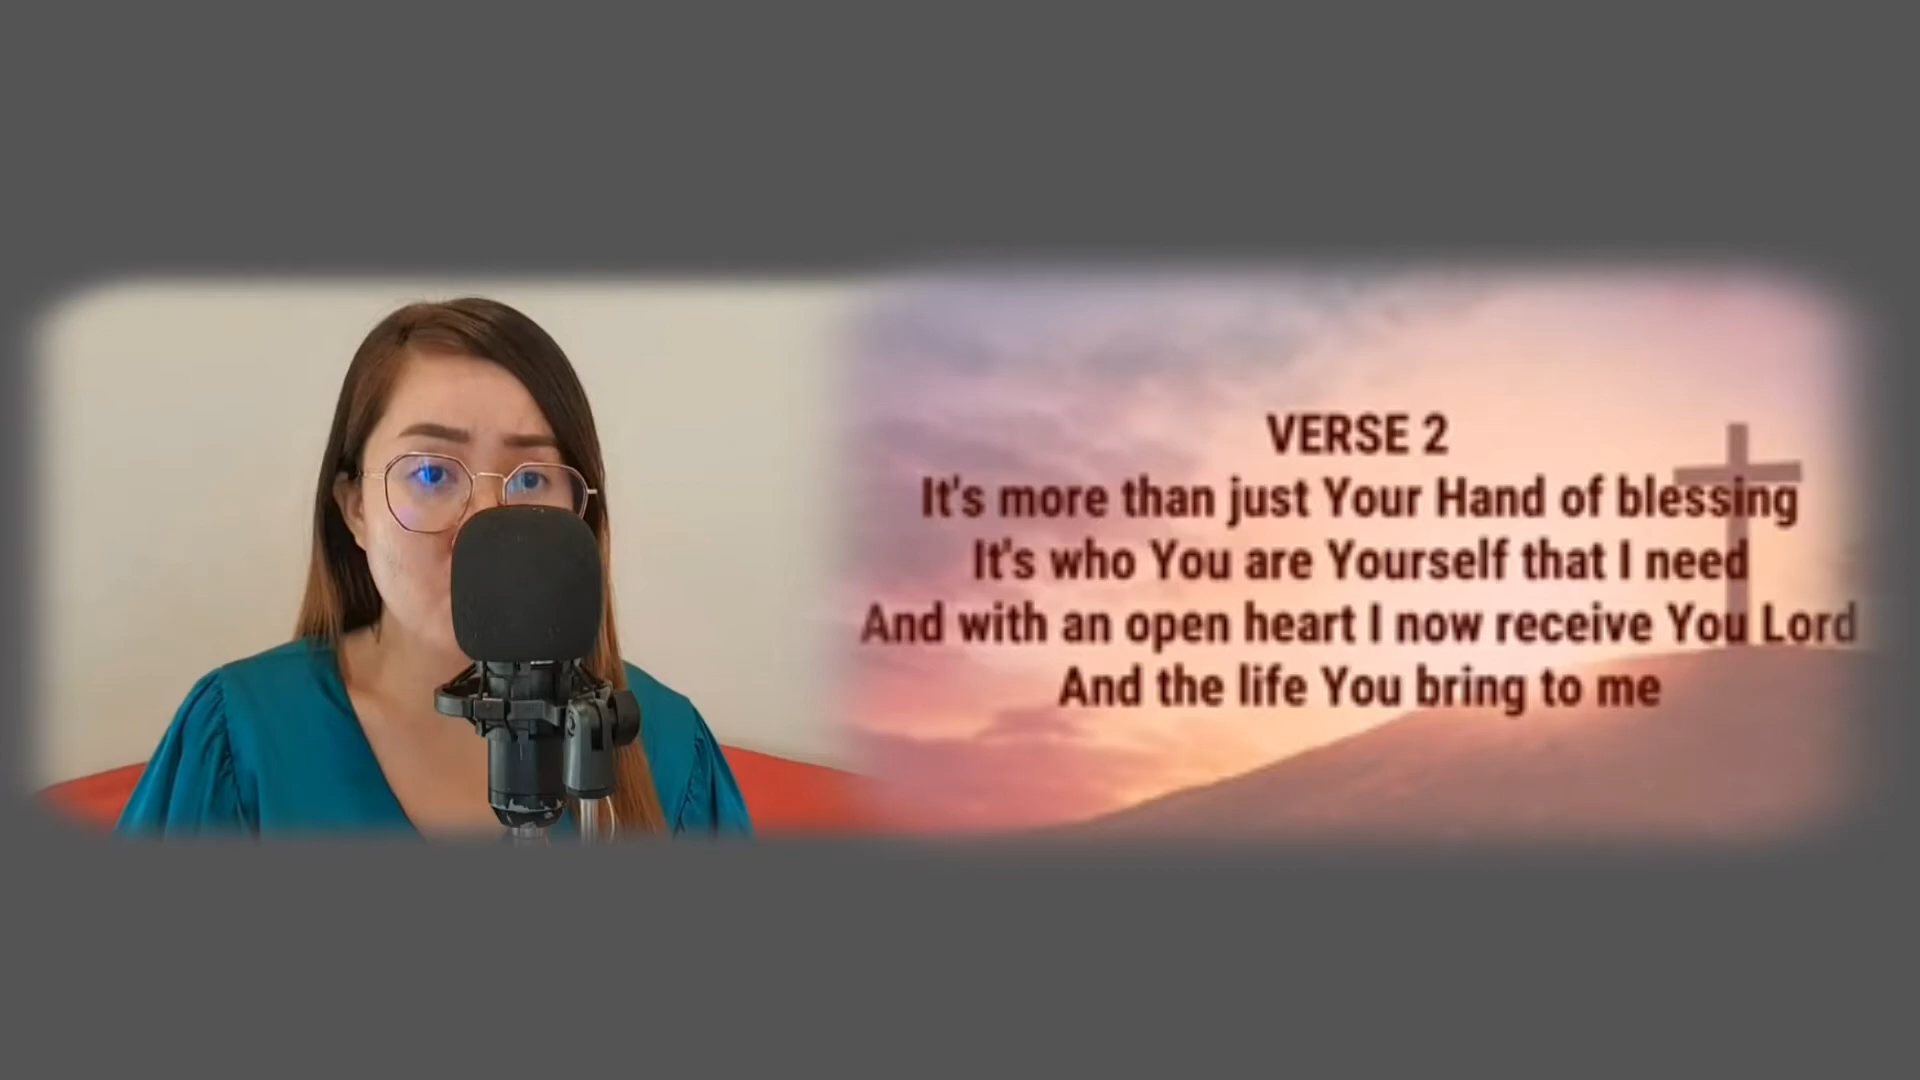 VERSE 2
It's more than just Your Hand of blessing
It's who You are Yourself that I need
And with an open heart I now receive You Lord
And the life You bring to me